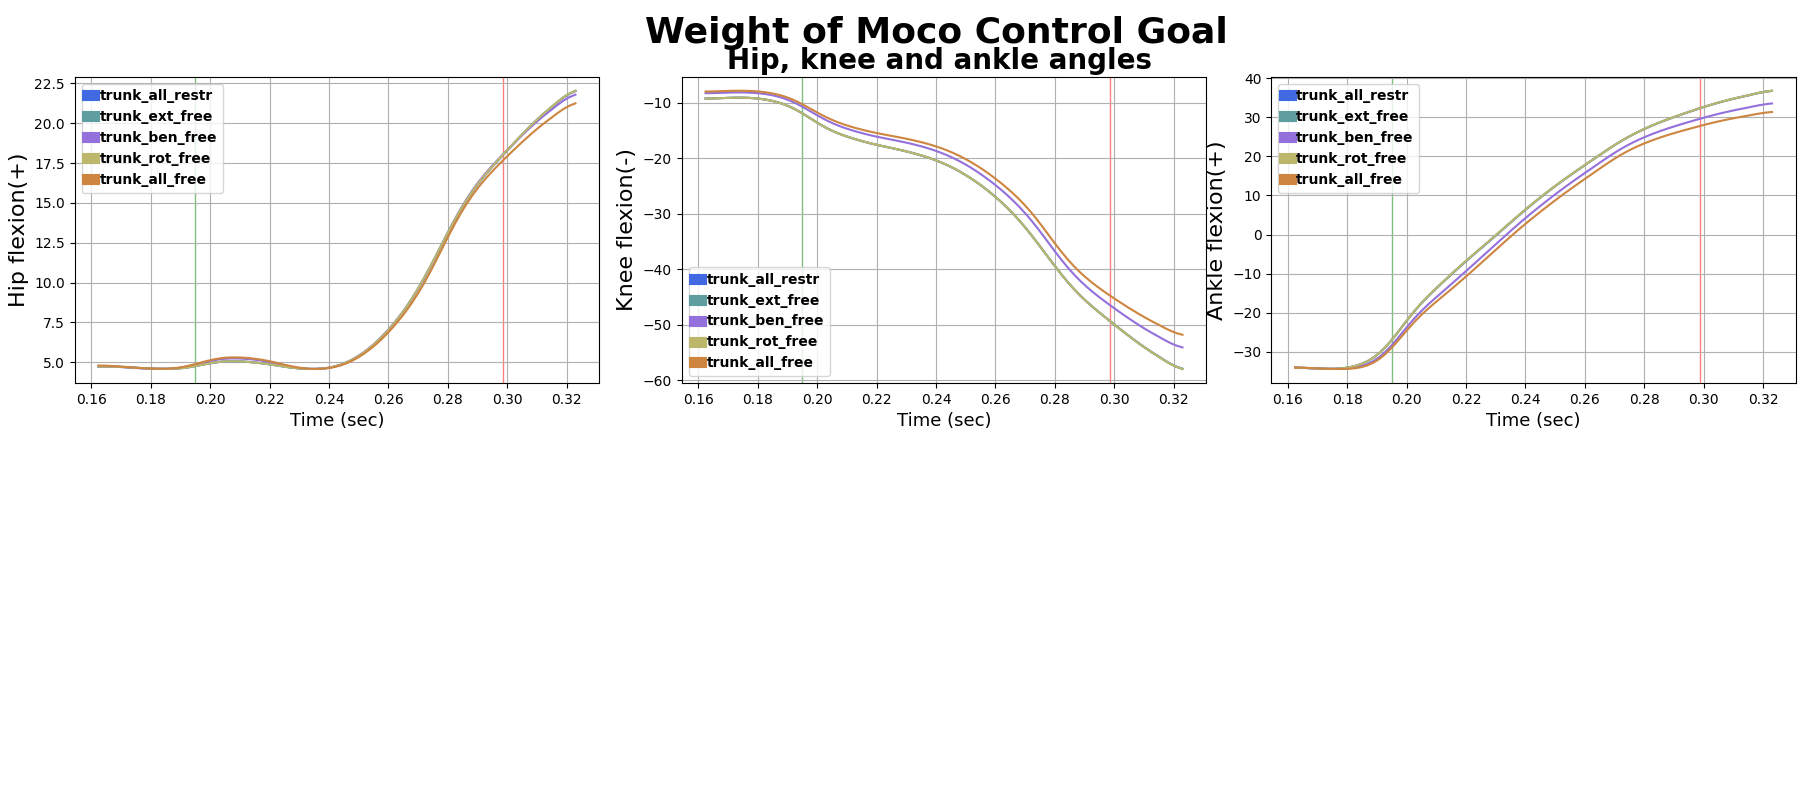 Weight of Moco Control Goal
Hip, knee and ankle angles
Hip flexion(+)
22.5
20.0
17.5
15.0
12.5
10.0
7.5
5.0
trunk_all_restr
trunk_ext_free
trunk_ben_free
trunk_rot_free
trunk_all_free
0.16 0.18 0.20 0.22 0.24 0.26 0.28 0.30 0.32
Time (sec)
Knee flexion(-)
−10
−20
−30
−40
−50
−60
trunk_all_restr
trunk_ext_free
trunk_ben_free
trunk_rot_free
trunk_all_free
0.16 0.18 0.20 0.22 0.24 0.26 0.28 0.30 0.32
Time (sec)
Ankle flexion(+)
40
30
20
10
0
−10
−20
−30
trunk_all_restr
trunk_ext_free
trunk_ben_free
trunk_rot_free
trunk_all_free
0.16 0.18 0.20 0.22 0.24 0.26 0.28 0.30 0.32
Time (sec)